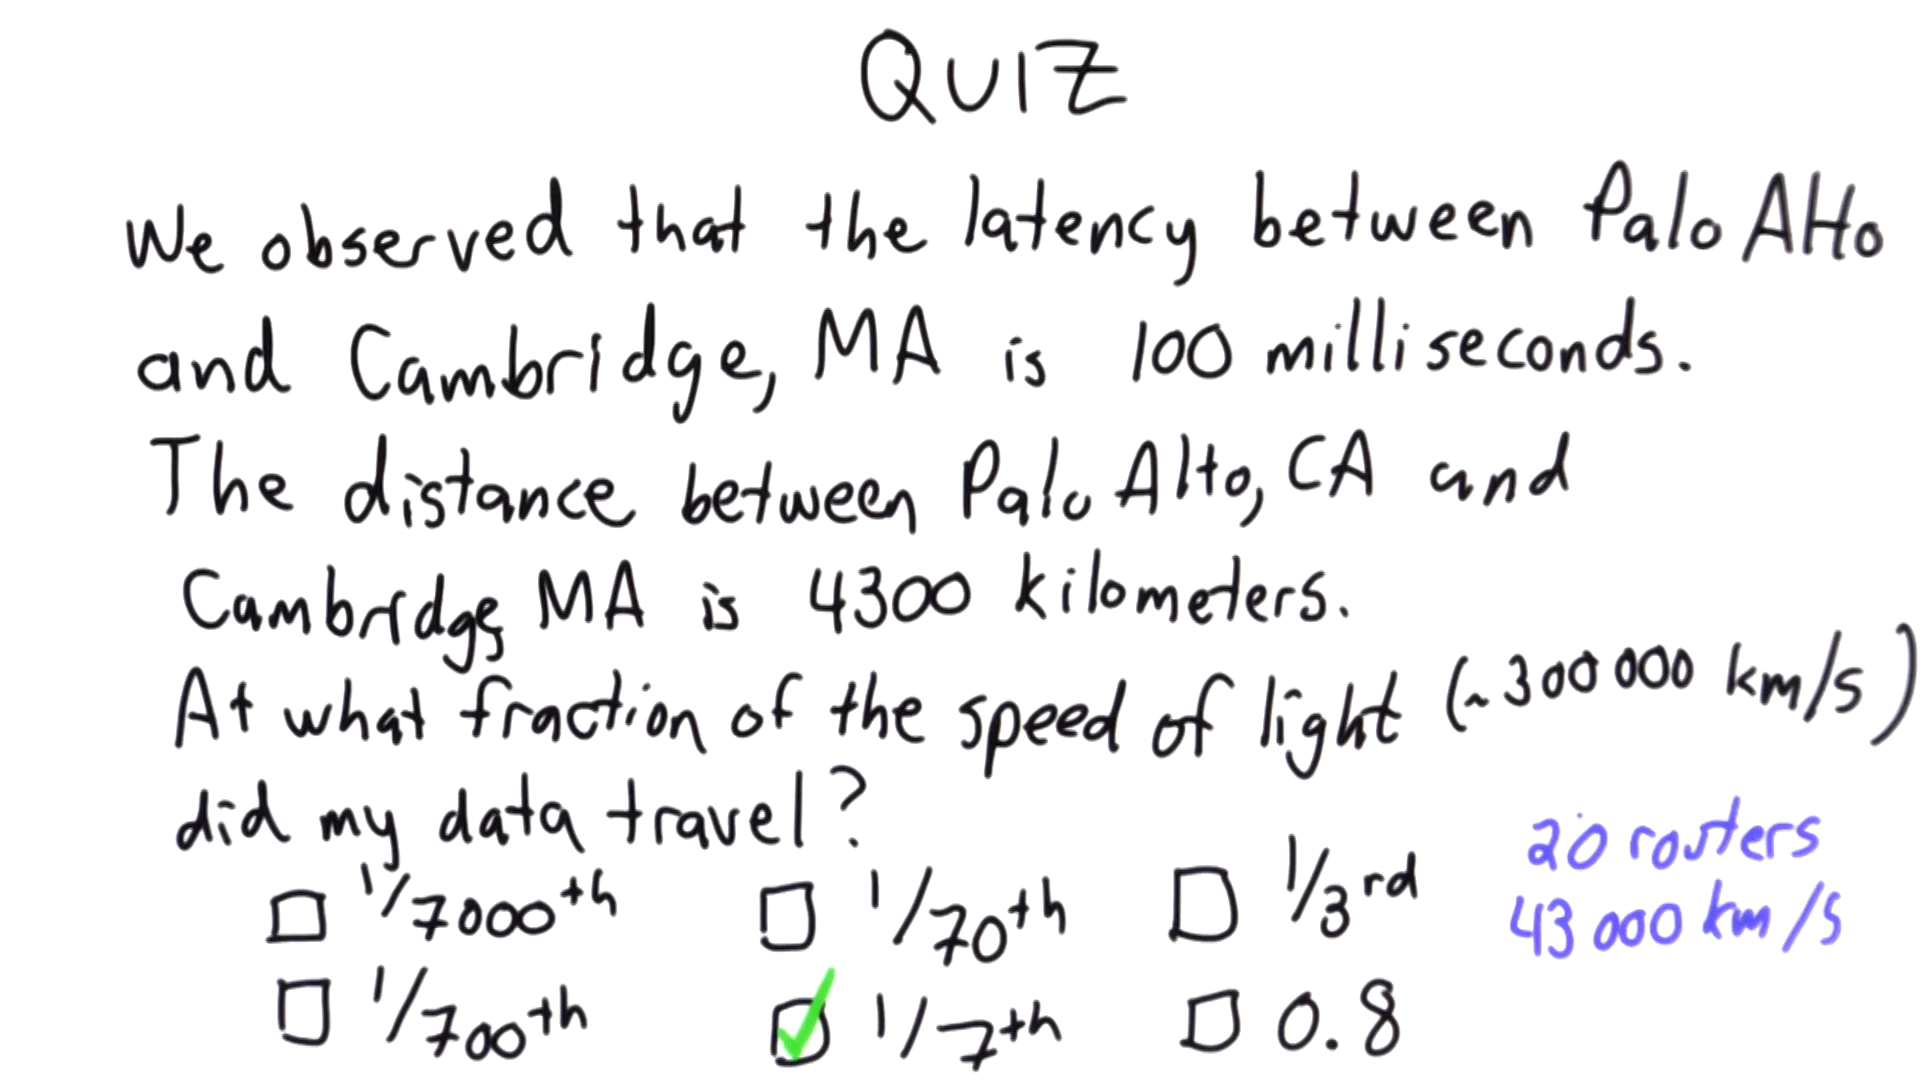 QUIZ
We observed that the latency between Palo Alto
and Cambridge, MA is 100 milliseconds.
The distance between Palo Alto, CA and
Cambridge, MA is 4300 kilometers.
At what fraction of the speed of light (~300 000 km/s)
did my data travel?
1/7000th 1/70th 1/3rd
20 routers
43 000 km/s
1/700th 1/7th 0.8